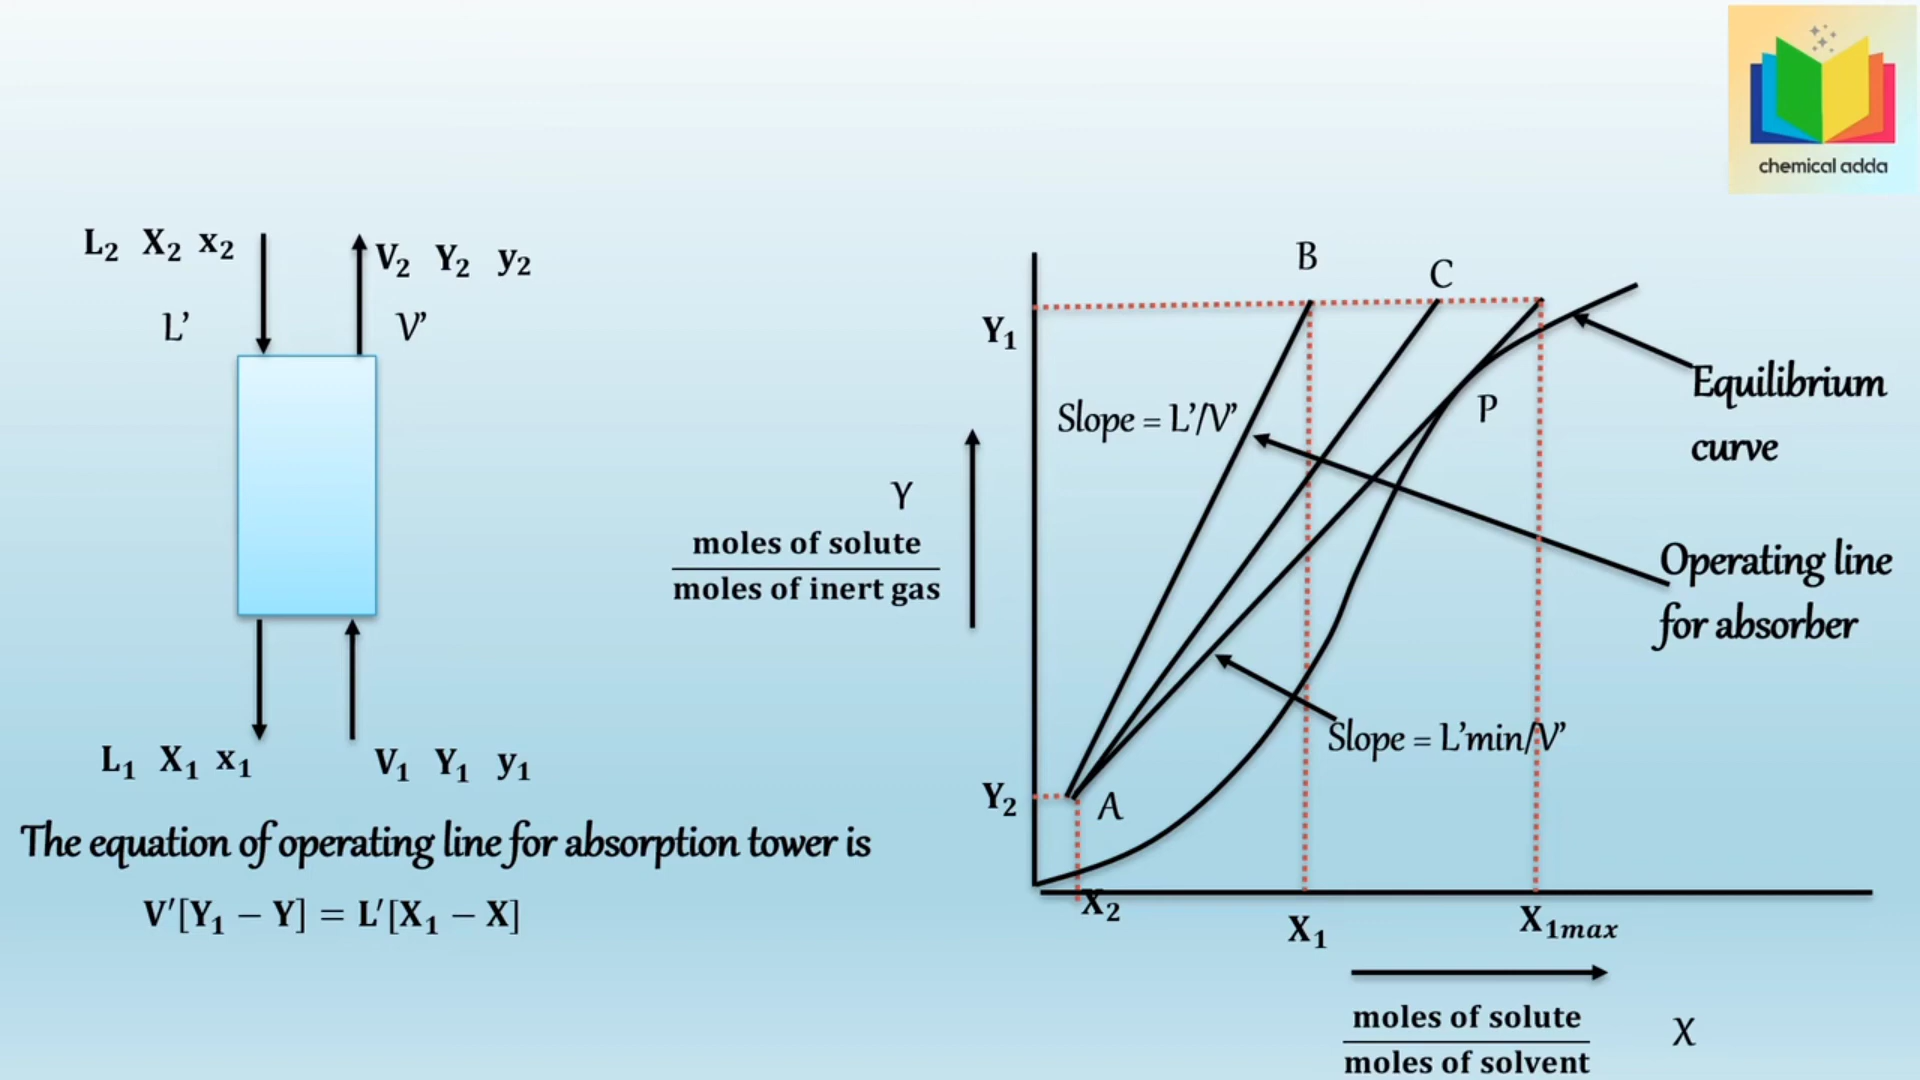 chemical adda
L₂ X₂ x₂
V₂ Y₂ y₂
L’
V’
L₁ X₁ x₁
V₁ Y₁ y₁
The equation of operating line for absorption tower is
V′[Y₁ − Y] = L′[X₁ − X]
B
C
Y₁
Slope = L’/V’
P
Equilibrium
curve
Y
moles of solute
moles of inert gas
Operating line
for absorber
Slope = L’min/V’
Y₂
A
X₂
X₁
X₁max
moles of solute
moles of solvent
X